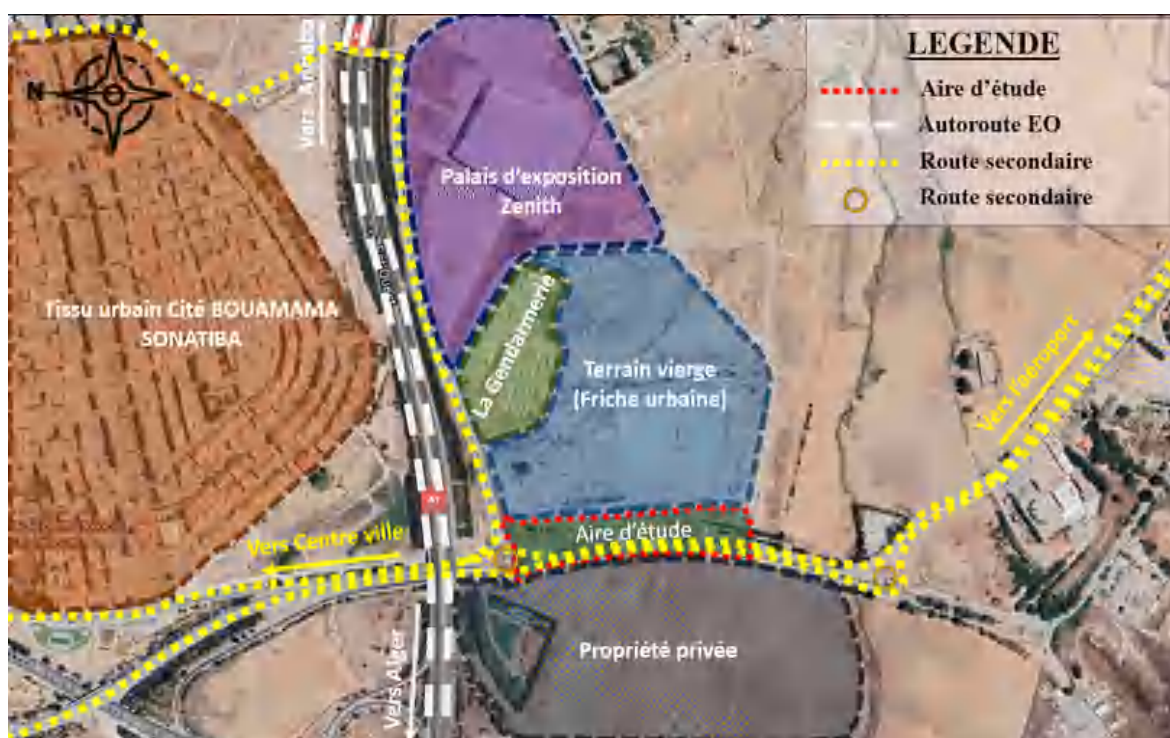 LEGENDE
Aire d'étude
Autoroute EO
Route secondaire
Route secondaire
N
Vars Annaba
Palais d'exposition
Zenith
Tissu urbain Cité BOUAMAMA
SONATIBA
La Gendarmerie
Terrain vierge
(Friche urbaine)
Vers l'aéroport
Aire d'étude
Vers Centre ville
Propriété privée
Vers Alger